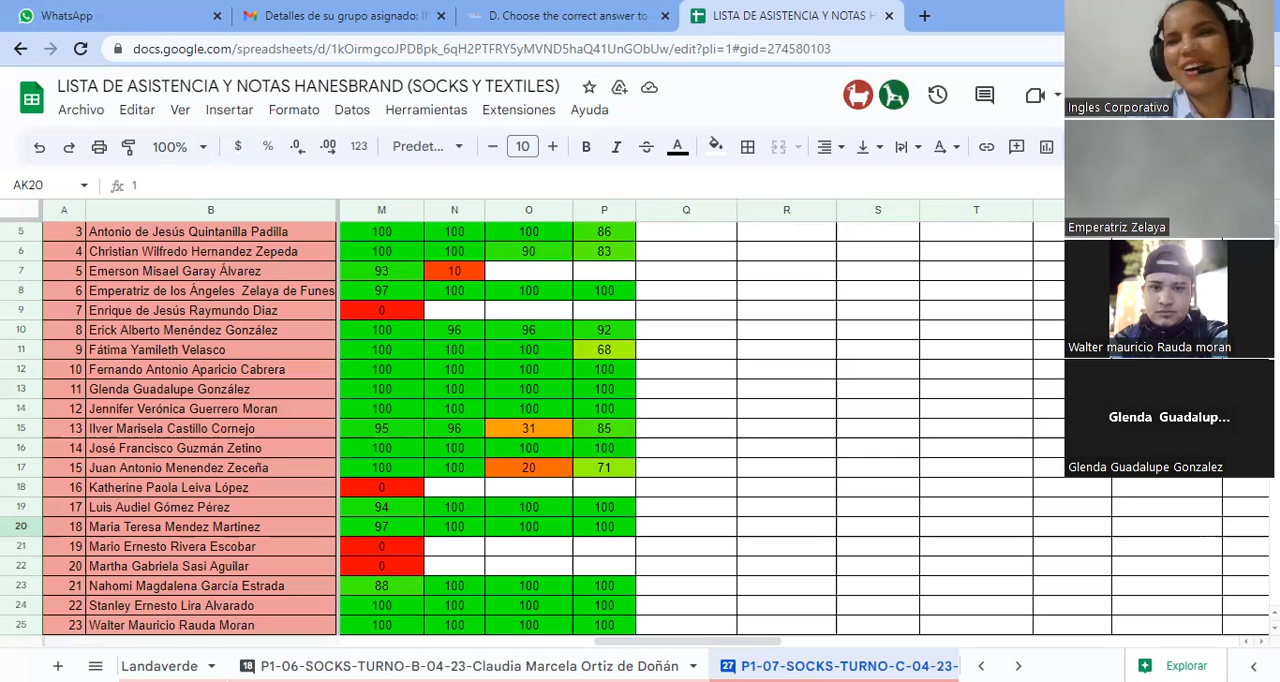 WhatsApp × Detalles de su grupo asignado: I × D. Choose the correct answer to × LISTA DE ASISTENCIA Y NOTAS H × +
docs.google.com/spreadsheets/d/1kOirmgcoJPDBpk_6qH2PTFRY5yMVND5haQ41UnGObUw/edit?pli=1#gid=274580103
LISTA DE ASISTENCIA Y NOTAS HANESBRAND (SOCKS Y TEXTILES)
Archivo Editar Ver Insertar Formato Datos Herramientas Extensiones Ayuda
100% $ % .0 .00 123 Predet... − 10 + B I A
AK20 fx 1
A B M N O P Q R S T
5 3 Antonio de Jesús Quintanilla Padilla 100 100 100 86
6 4 Christian Wilfredo Hernandez Zepeda 100 100 90 83
7 5 Emerson Misael Garay Álvarez 93 10
8 6 Emperatriz de los Ángeles Zelaya de Funes 97 100 100 100
9 7 Enrique de Jesús Raymundo Diaz 0
10 8 Erick Alberto Menéndez González 100 96 96 92
11 9 Fátima Yamileth Velasco 100 100 100 68
12 10 Fernando Antonio Aparicio Cabrera 100 100 100 100
13 11 Glenda Guadalupe González 100 100 100 100
14 12 Jennifer Verónica Guerrero Moran 100 100 100 100
15 13 Ilver Marisela Castillo Cornejo 95 96 31 85
16 14 José Francisco Guzmán Zetino 100 100 100 100
17 15 Juan Antonio Menendez Zeceña 100 100 20 71
18 16 Katherine Paola Leiva López 0
19 17 Luis Audiel Gómez Pérez 94 100 100 100
20 18 Maria Teresa Mendez Martinez 97 100 100 100
21 19 Mario Ernesto Rivera Escobar 0
22 20 Martha Gabriela Sasi Aguilar 0
23 21 Nahomi Magdalena García Estrada 88 100 100 100
24 22 Stanley Ernesto Lira Alvarado 100 100 100 100
25 23 Walter Mauricio Rauda Moran 100 100 100 100
+ Landaverde 18 P1-06-SOCKS-TURNO-B-04-23-Claudia Marcela Ortiz de Doñán 27 P1-07-SOCKS-TURNO-C-04-23- Explorar
Ingles Corporativo
Emperatriz Zelaya
Walter mauricio Rauda moran
Glenda Guadalup...
Glenda Guadalupe Gonzalez